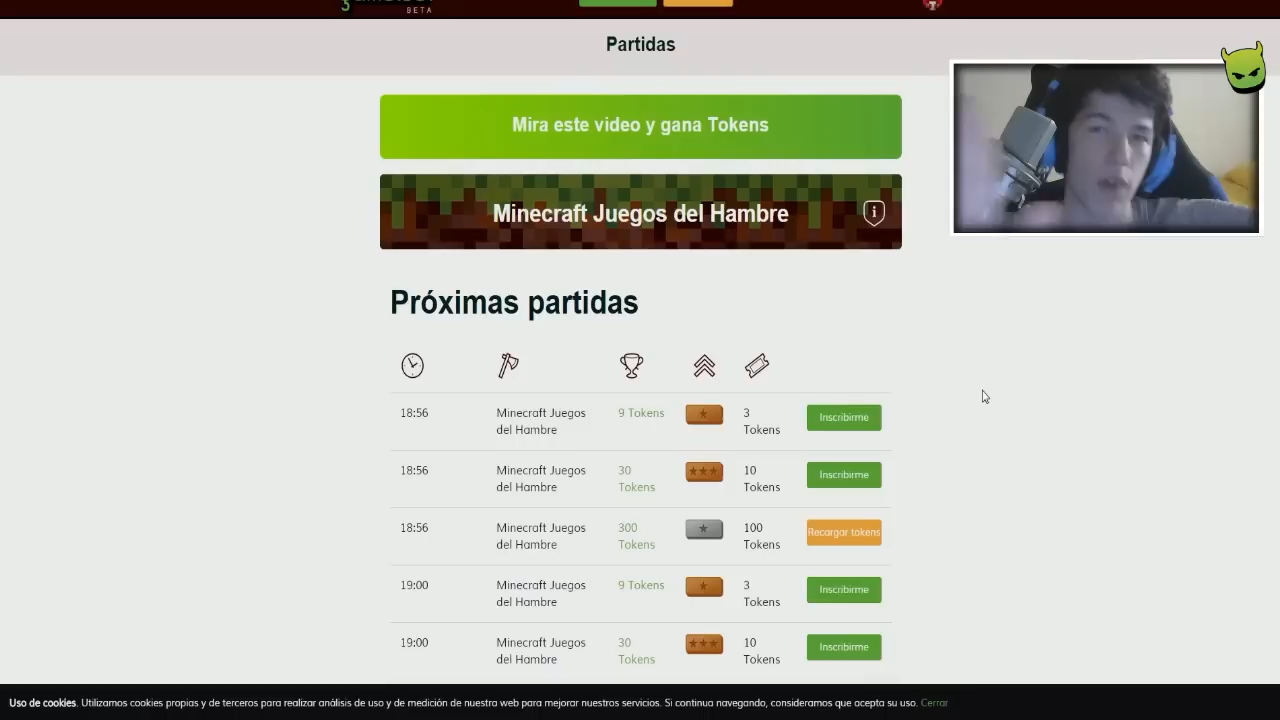 BETA
Partidas
Mira este video y gana Tokens
Minecraft Juegos del Hambre
Próximas partidas
18:56 Minecraft Juegos del Hambre 9 Tokens 3 Tokens Inscribirme
18:56 Minecraft Juegos del Hambre 30 Tokens 10 Tokens Inscribirme
18:56 Minecraft Juegos del Hambre 300 Tokens 100 Tokens Recargar tokens
19:00 Minecraft Juegos del Hambre 9 Tokens 3 Tokens Inscribirme
19:00 Minecraft Juegos del Hambre 30 Tokens 10 Tokens Inscribirme
Uso de cookies. Utilizamos cookies propias y de terceros para realizar análisis de uso y de medición de nuestra web para mejorar nuestros servicios. Si continua navegando, consideramos que acepta su uso. Cerrar